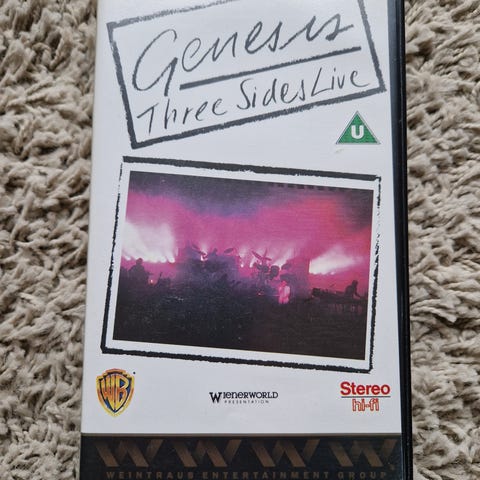 Genesis
Three Sides Live
U
WB
WIENERWORLD
PRESENTATION
Stereo
hi-fi
WEINTRAUB ENTERTAINMENT GROUP